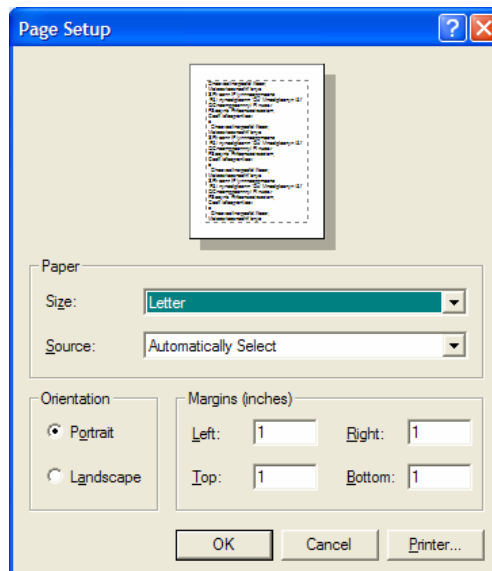 Page Setup
Paper
Size: Letter
Source: Automatically Select
Orientation Margins (inches)
Portrait Left: 1 Right: 1
Landscape Top: 1 Bottom: 1
OK Cancel Printer...